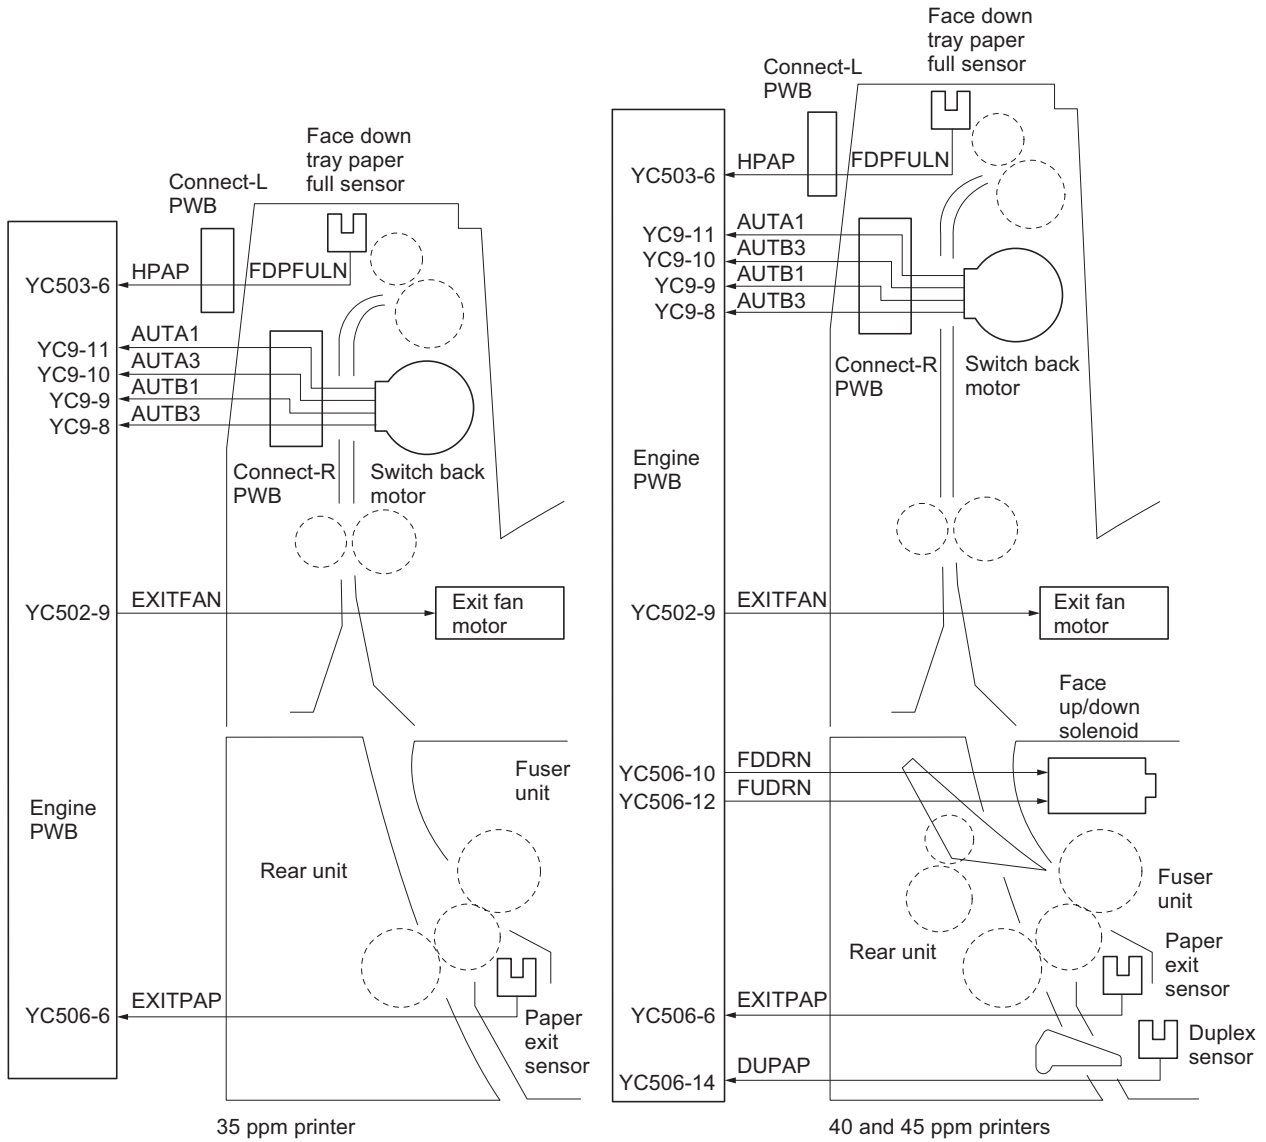 Face down
tray paper
full sensor
Connect-L
PWB
YC503-6
HPAP
FDPFULN
YC9-11
AUTA1
YC9-10
AUTA3
YC9-9
AUTB1
YC9-8
AUTB3
Connect-R
PWB
Switch back
motor
YC502-9
EXITFAN
Exit fan
motor
Engine
PWB
Fuser
unit
Rear unit
YC506-6
EXITPAP
Paper
exit
sensor
35 ppm printer
Face down
tray paper
full sensor
Connect-L
PWB
YC503-6
HPAP
FDPFULN
YC9-11
AUTA1
YC9-10
AUTB3
YC9-9
AUTB1
YC9-8
AUTB3
Connect-R
PWB
Switch back
motor
Engine
PWB
YC502-9
EXITFAN
Exit fan
motor
Face
up/down
solenoid
YC506-10
FDDRN
YC506-12
FUDRN
Fuser
unit
Rear unit
Paper
exit
sensor
YC506-6
EXITPAP
Duplex
sensor
YC506-14
DUPAP
40 and 45 ppm printers